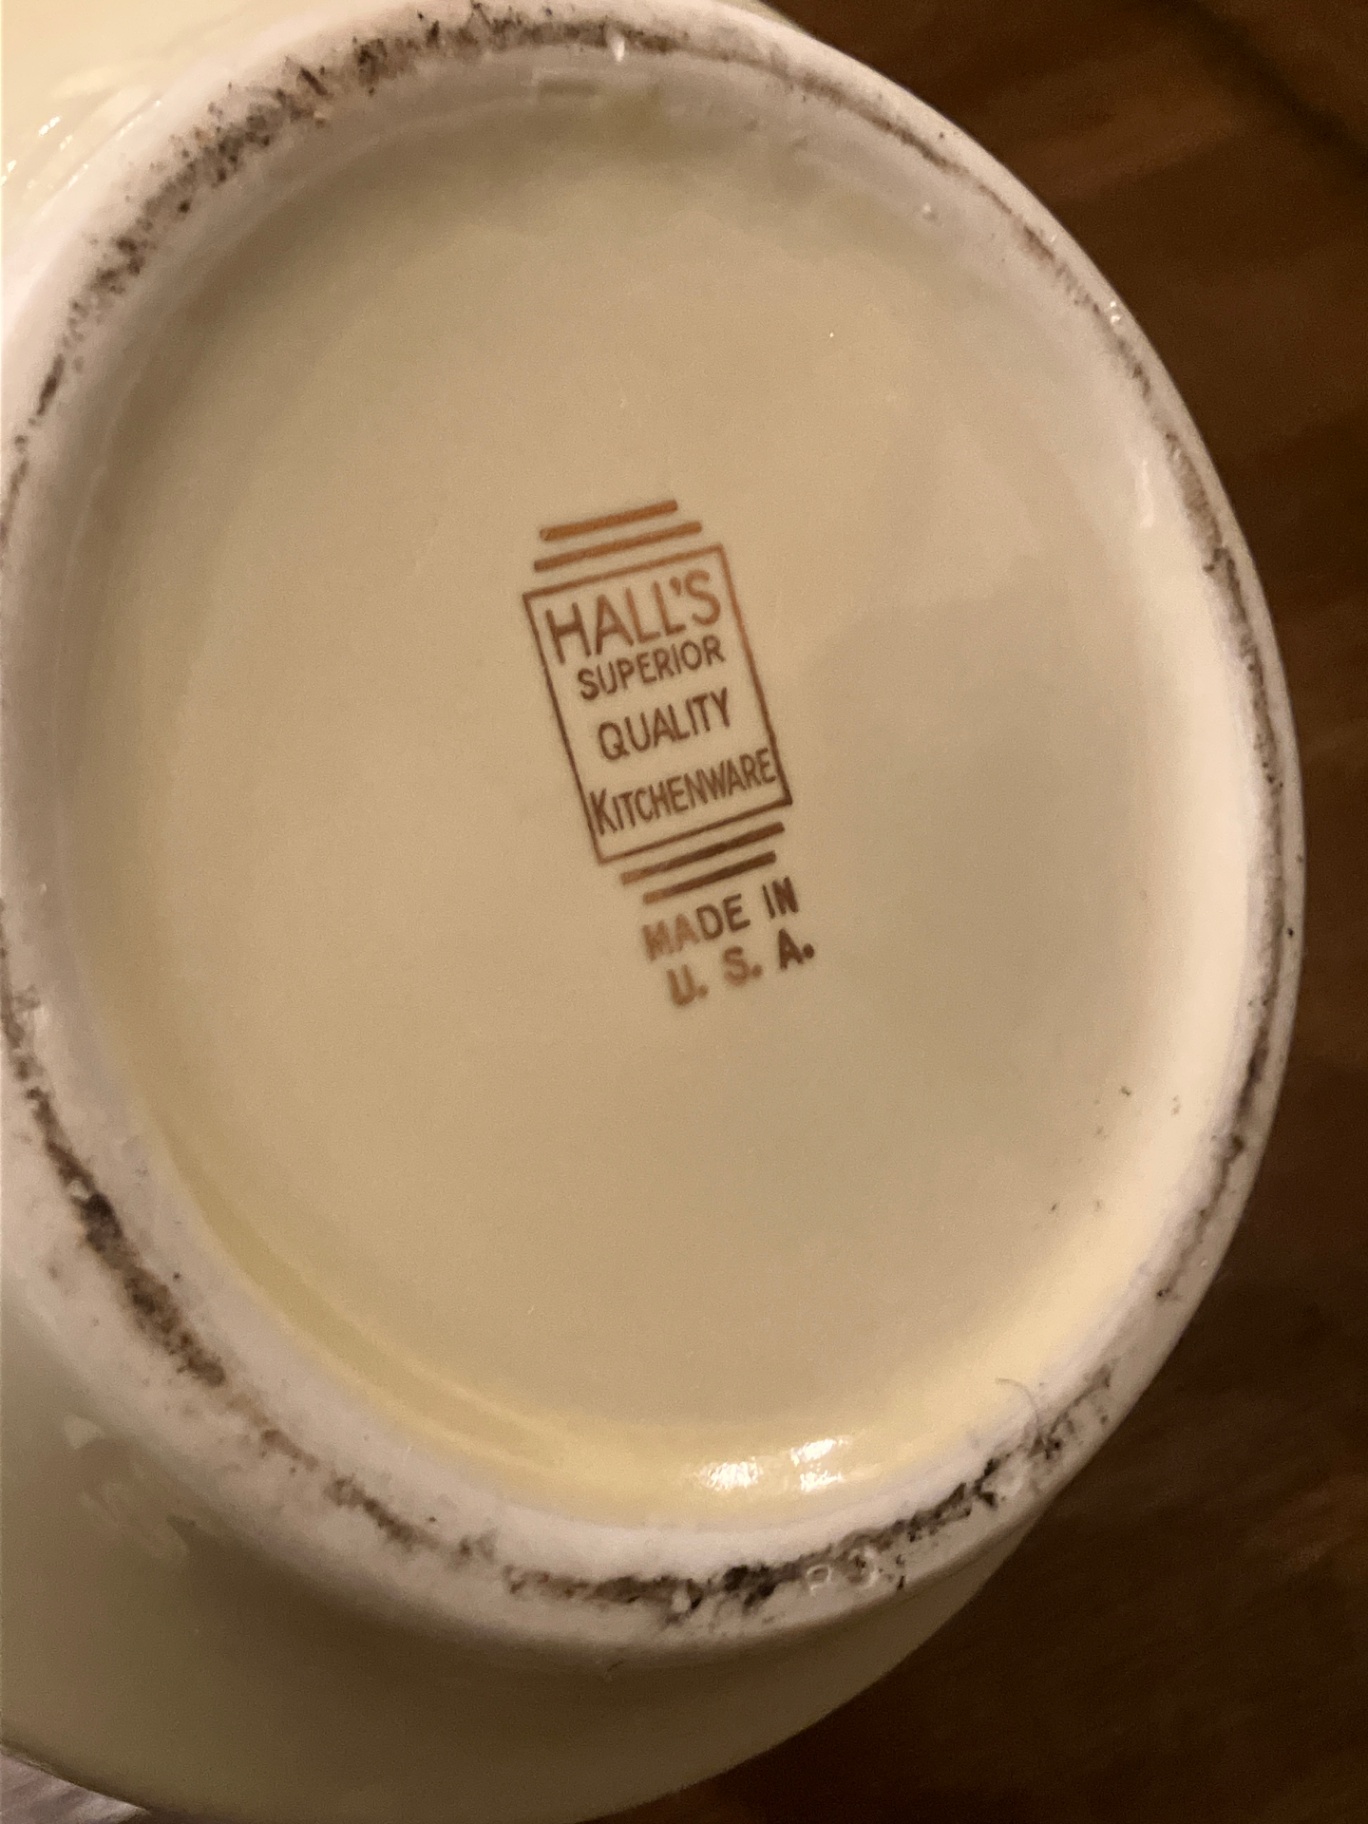 HALL'S
SUPERIOR
QUALITY
KITCHENWARE
MADE IN
U. S. A.